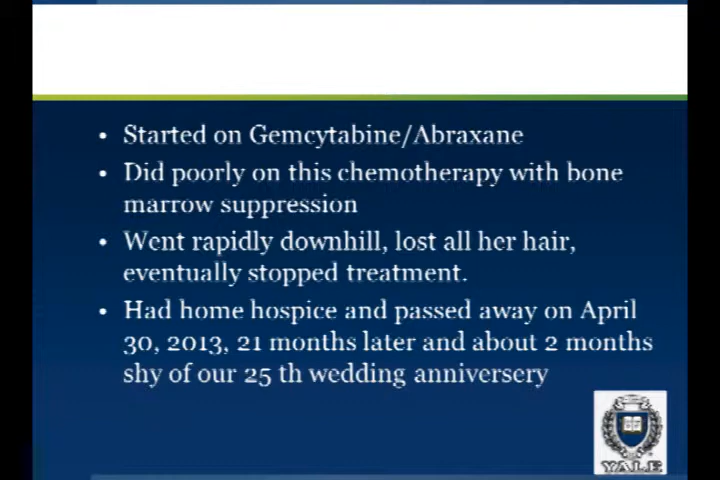 • Started on Gemcytabine/Abraxane
• Did poorly on this chemotherapy with bone
marrow suppression
• Went rapidly downhill, lost all her hair,
eventually stopped treatment.
• Had home hospice and passed away on April
30, 2013, 21 months later and about 2 months
shy of our 25 th wedding anniversery
YALE